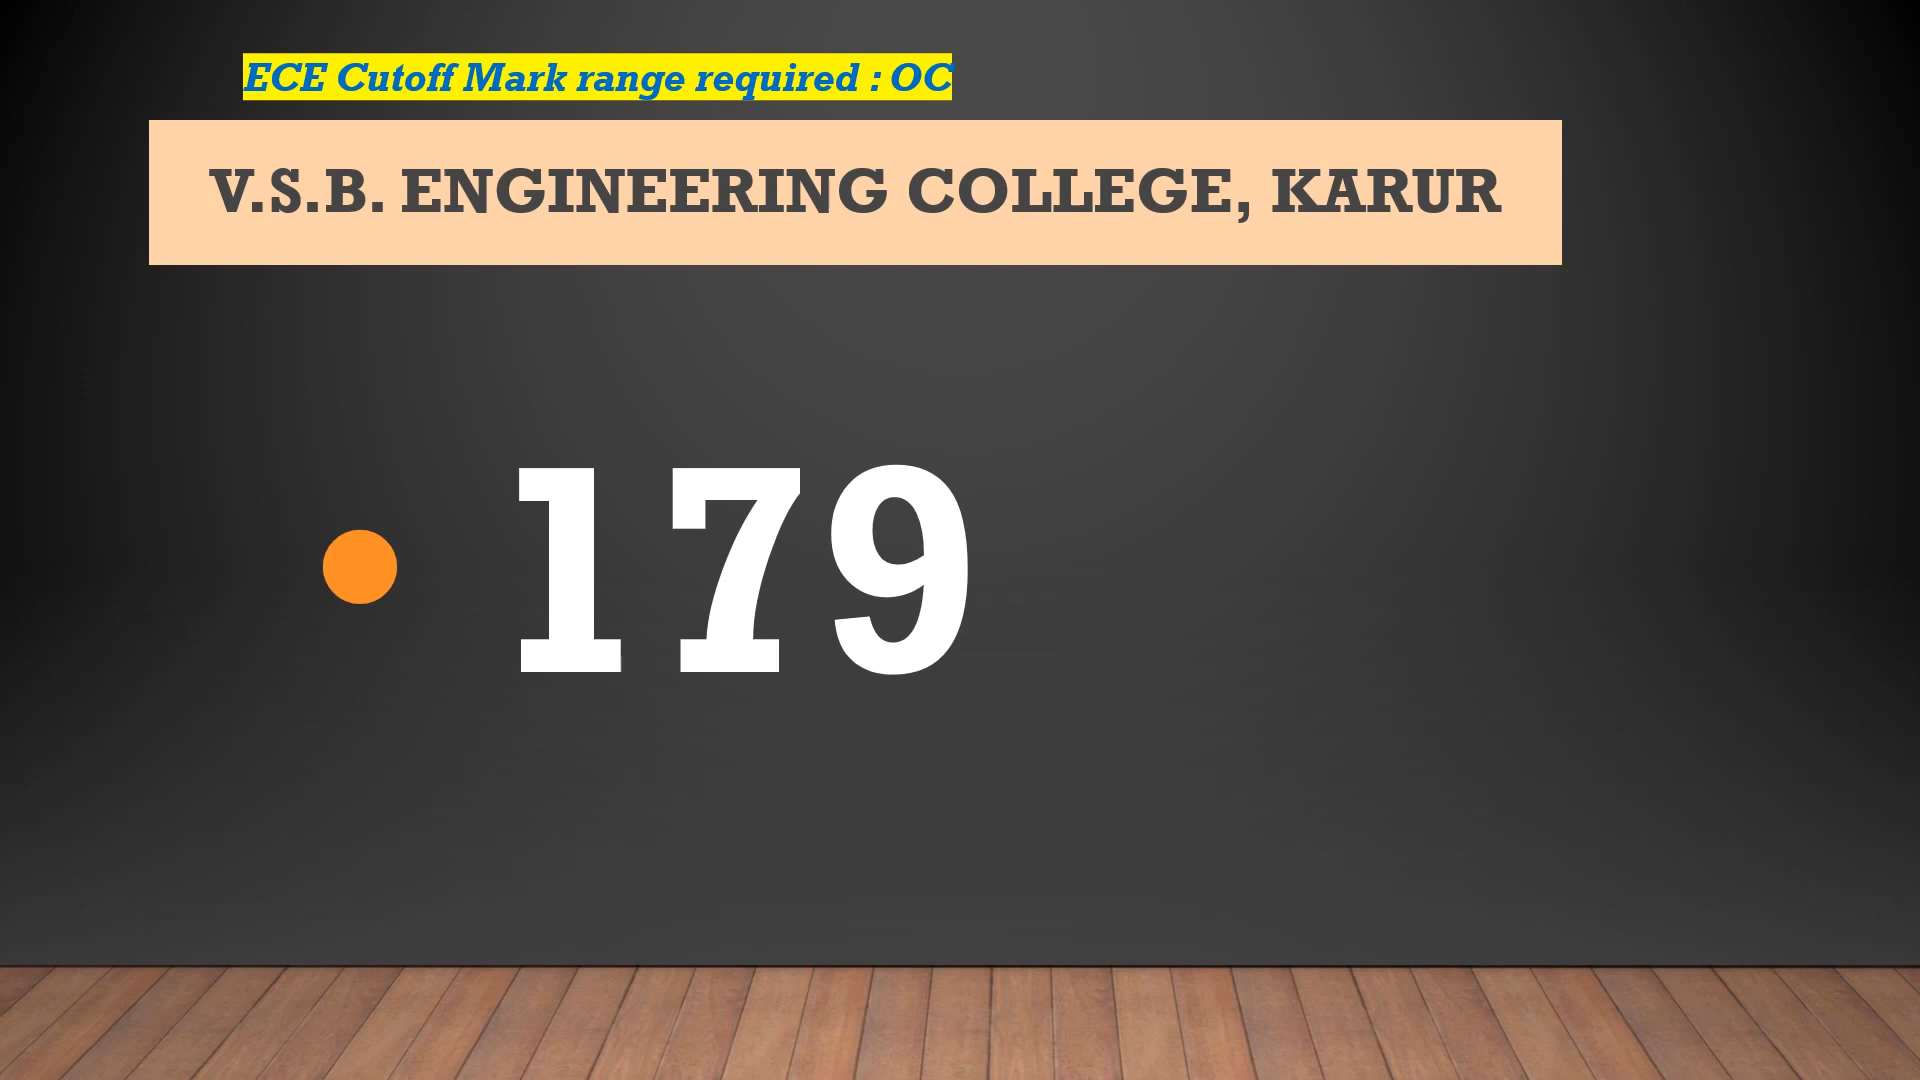 ECE Cutoff Mark range required : OC
V.S.B. ENGINEERING COLLEGE, KARUR
179